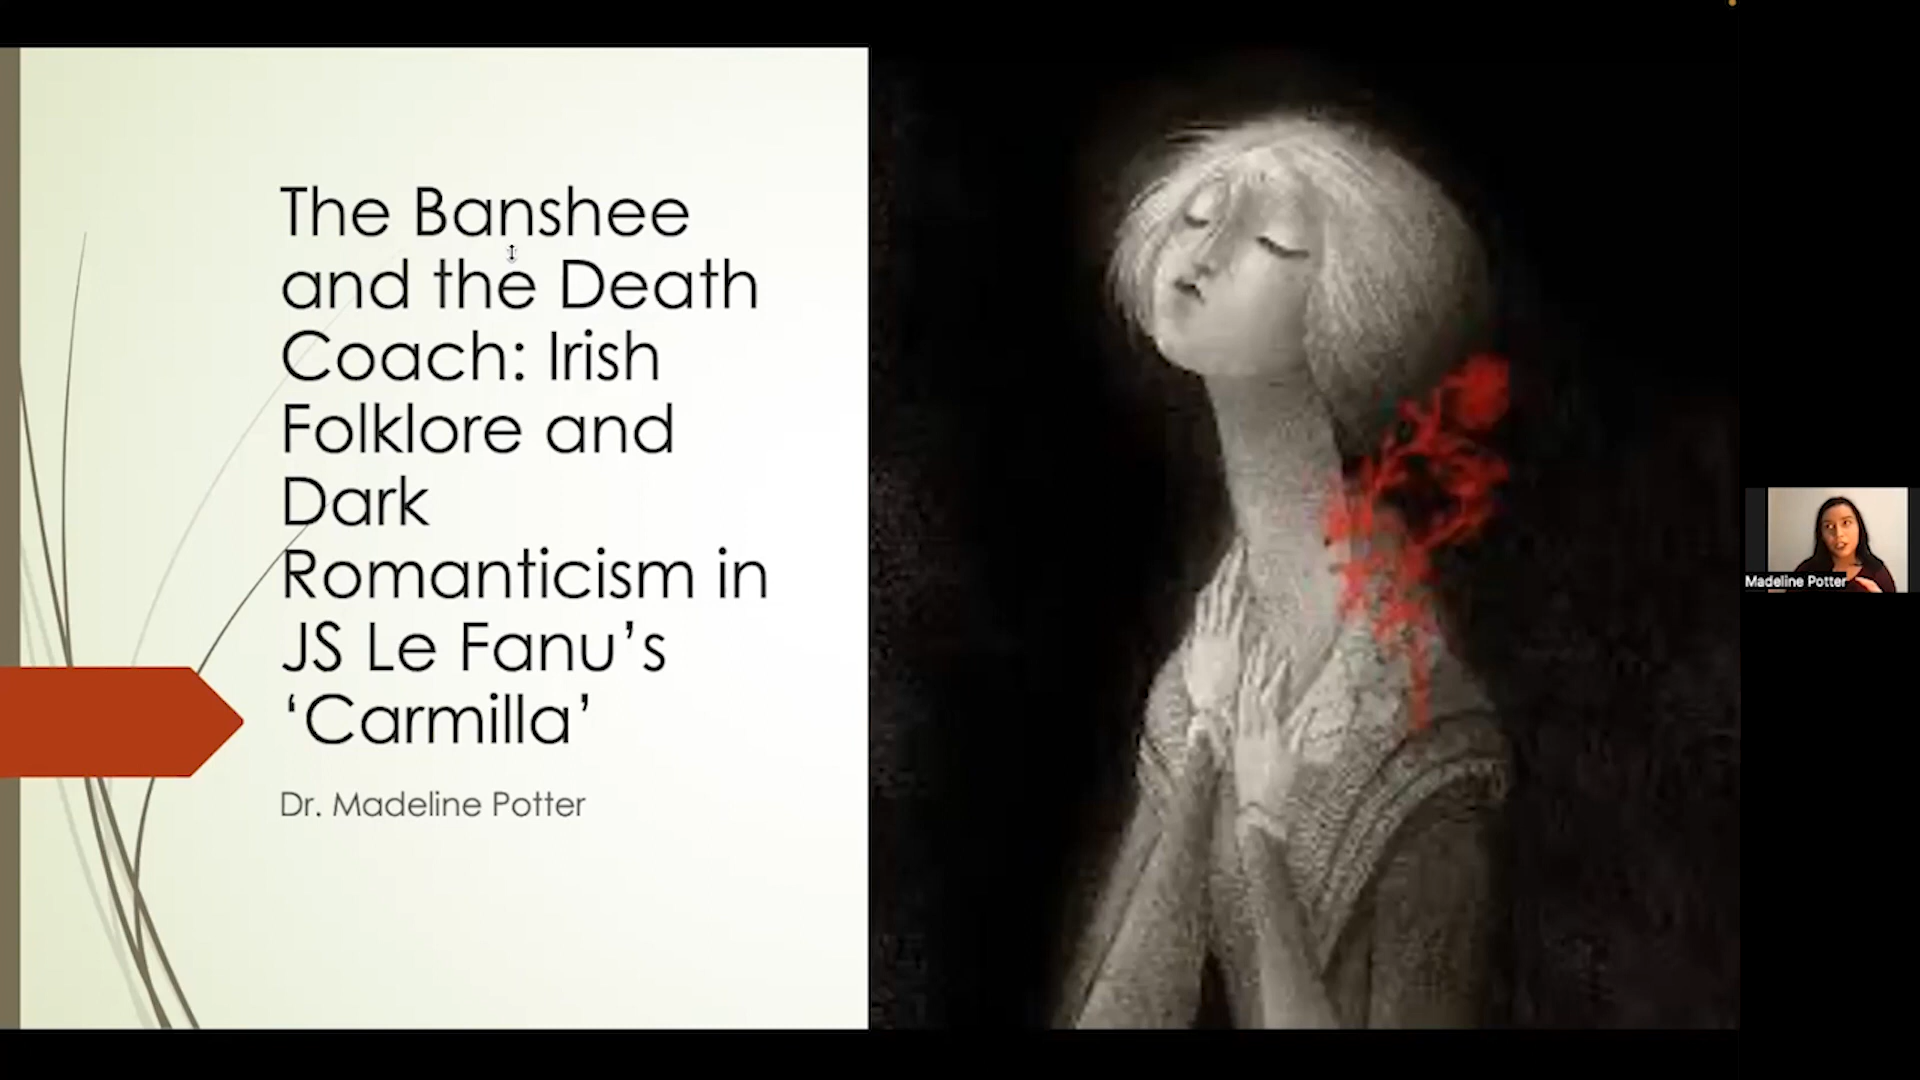 The Banshee
and the Death
Coach: Irish
Folklore and
Dark
Romanticism in
JS Le Fanu’s
‘Carmilla’
Dr. Madeline Potter
Madeline Potter